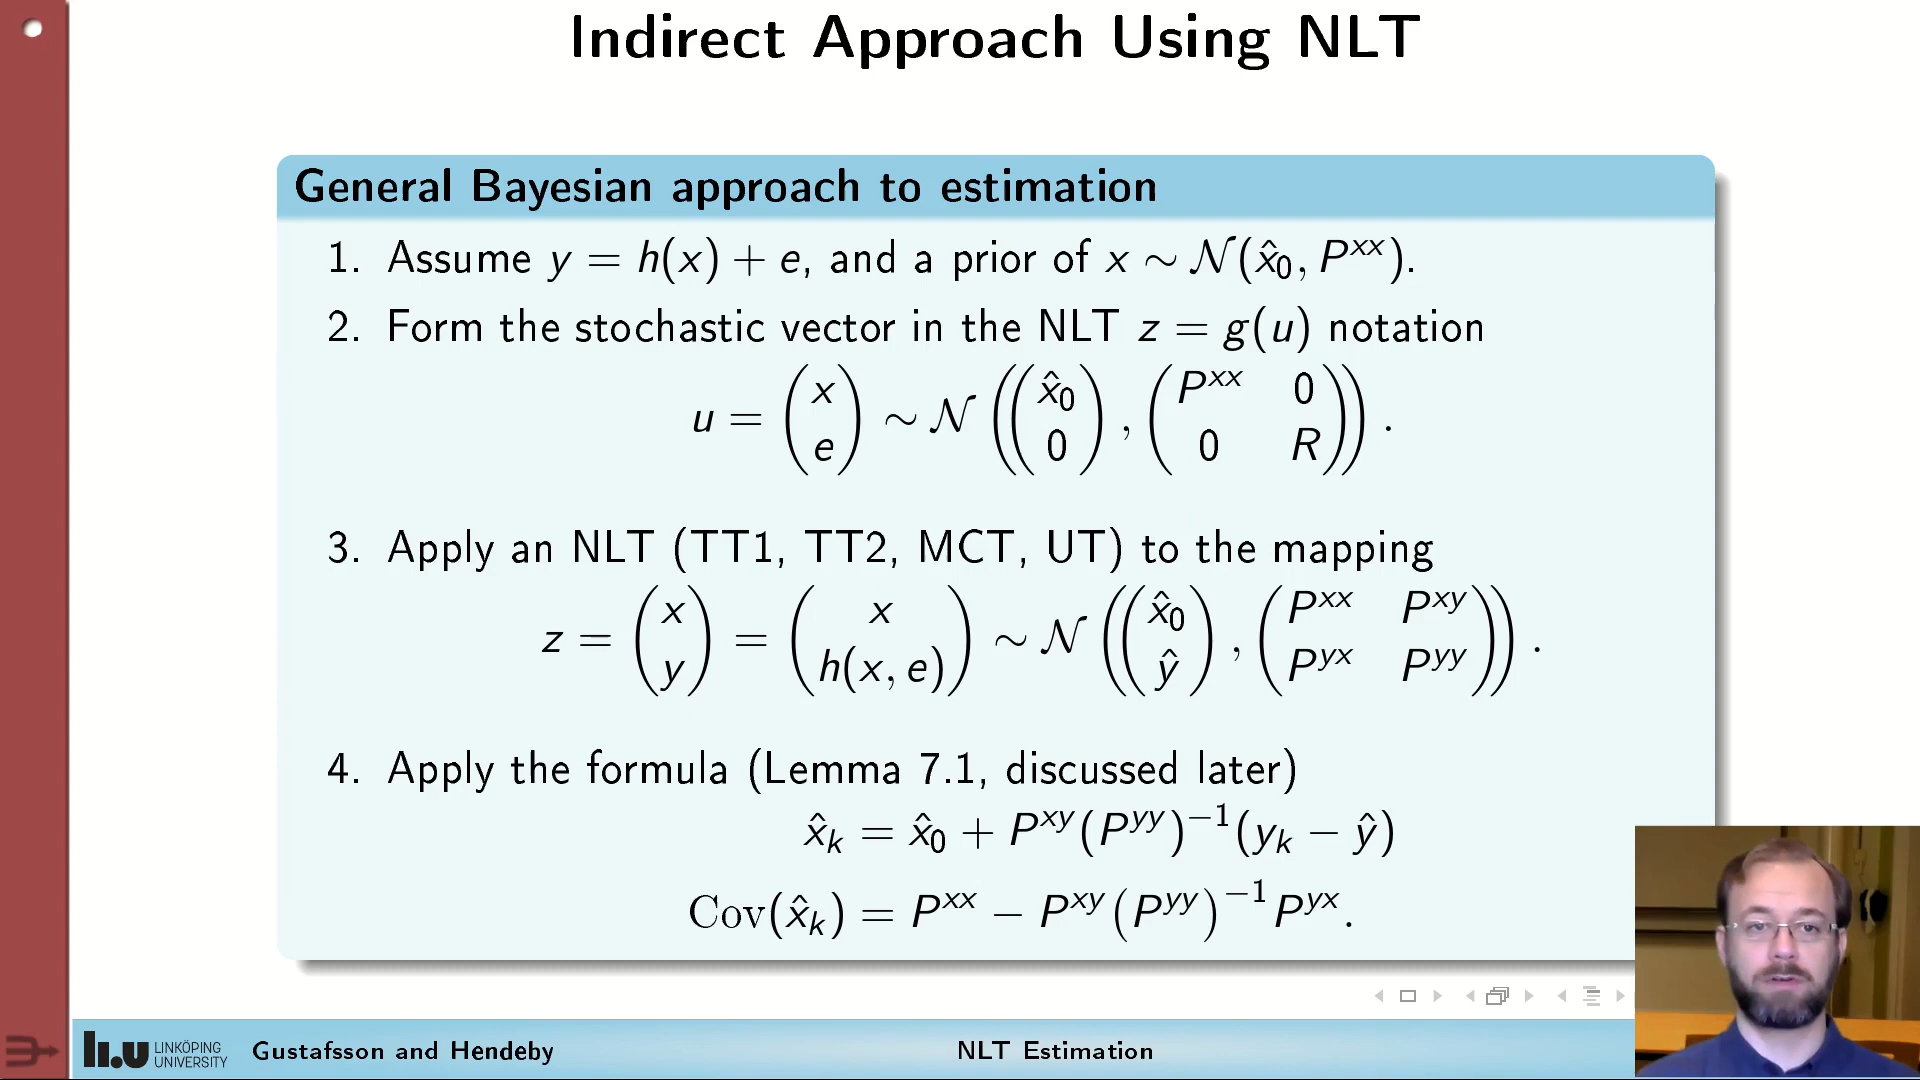 Indirect Approach Using NLT
General Bayesian approach to estimation
1. Assume y = h(x) + e, and a prior of x ∼ 𝒩(x̂₀, Pˣˣ).
2. Form the stochastic vector in the NLT z = g(u) notation
u = (x; e) ∼ 𝒩((x̂₀; 0), (Pˣˣ 0; 0 R)).
3. Apply an NLT (TT1, TT2, MCT, UT) to the mapping
z = (x; y) = (x; h(x, e)) ∼ 𝒩((x̂₀; ŷ), (Pˣˣ Pˣʸ; Pʸˣ Pʸʸ)).
4. Apply the formula (Lemma 7.1, discussed later)
x̂ₖ = x̂₀ + Pˣʸ(Pʸʸ)⁻¹(yₖ − ŷ)
Cov(x̂ₖ) = Pˣˣ − Pˣʸ(Pʸʸ)⁻¹Pʸˣ.
LINKÖPING
UNIVERSITY
Gustafsson and Hendeby
NLT Estimation